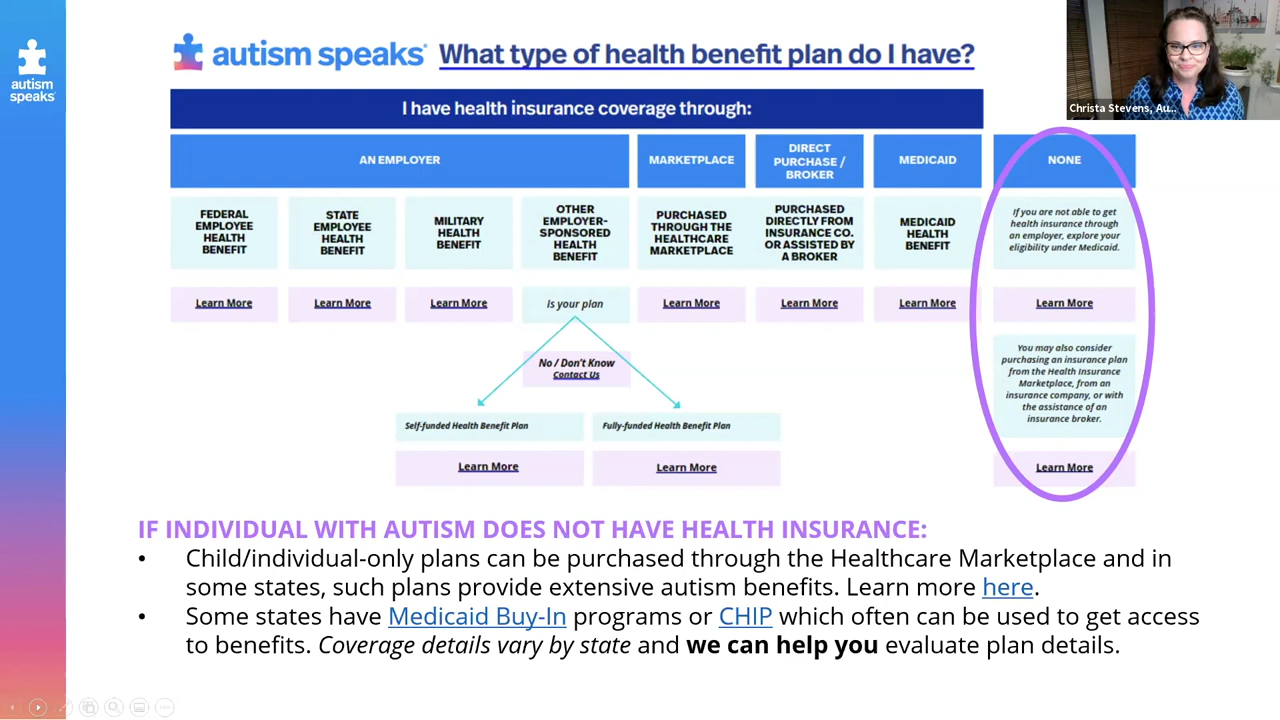 autism speaks®
autism speaks® What type of health benefit plan do I have?
Christa Stevens, Au...
I have health insurance coverage through:
AN EMPLOYER
MARKETPLACE
DIRECT
PURCHASE /
BROKER
MEDICAID
NONE
FEDERAL
EMPLOYEE
HEALTH
BENEFIT
STATE
EMPLOYEE
HEALTH
BENEFIT
MILITARY
HEALTH
BENEFIT
OTHER
EMPLOYER-
SPONSORED
HEALTH
BENEFIT
PURCHASED
THROUGH THE
HEALTHCARE
MARKETPLACE
PURCHASED
DIRECTLY FROM
INSURANCE CO.
OR ASSISTED BY
A BROKER
MEDICAID
HEALTH
BENEFIT
If you are not able to get
health insurance through
an employer, explore your
eligibility under Medicaid.
Learn More
Learn More
Learn More
Is your plan
Learn More
Learn More
Learn More
Learn More
No / Don't Know
Contact Us
You may also consider
purchasing an insurance plan
from the Health Insurance
Marketplace, from an
insurance company, or with
the assistance of an
insurance broker.
Self-funded Health Benefit Plan
Fully-funded Health Benefit Plan
Learn More
Learn More
Learn More
IF INDIVIDUAL WITH AUTISM DOES NOT HAVE HEALTH INSURANCE:
• Child/individual-only plans can be purchased through the Healthcare Marketplace and in
some states, such plans provide extensive autism benefits. Learn more here.
• Some states have Medicaid Buy-In programs or CHIP which often can be used to get access
to benefits. Coverage details vary by state and we can help you evaluate plan details.